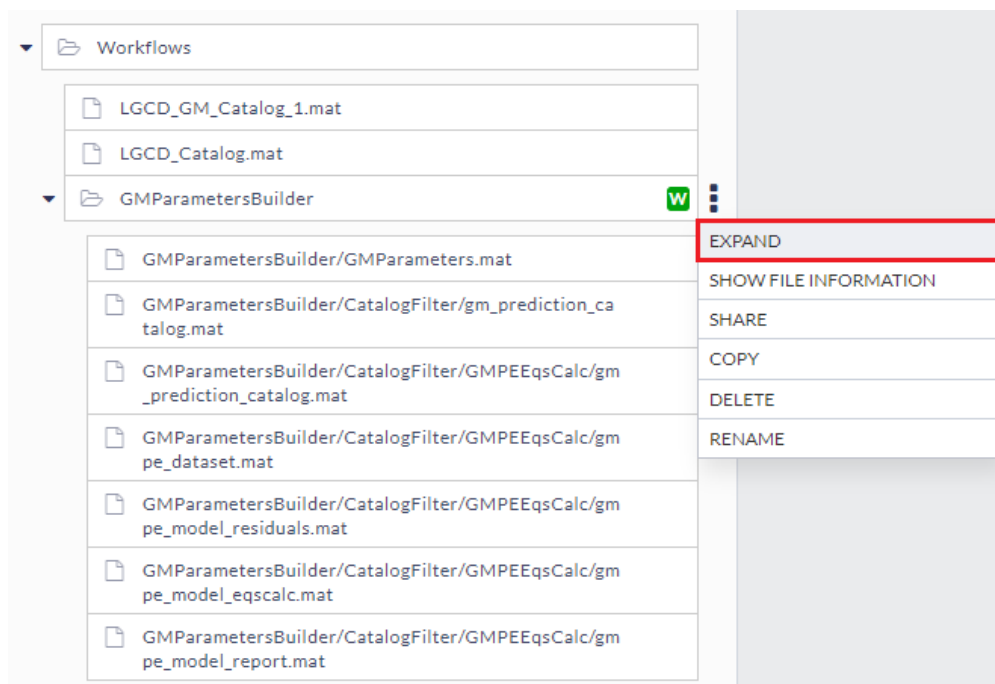 Workflows
LGCD_GM_Catalog_1.mat
LGCD_Catalog.mat
GMParametersBuilder
W
EXPAND
SHOW FILE INFORMATION
SHARE
COPY
DELETE
RENAME
GMParametersBuilder/GMParameters.mat
GMParametersBuilder/CatalogFilter/gm_prediction_ca
talog.mat
GMParametersBuilder/CatalogFilter/GMPEEqsCalc/gm
_prediction_catalog.mat
GMParametersBuilder/CatalogFilter/GMPEEqsCalc/gm
pe_dataset.mat
GMParametersBuilder/CatalogFilter/GMPEEqsCalc/gm
pe_model_residuals.mat
GMParametersBuilder/CatalogFilter/GMPEEqsCalc/gm
pe_model_eqscalc.mat
GMParametersBuilder/CatalogFilter/GMPEEqsCalc/gm
pe_model_report.mat